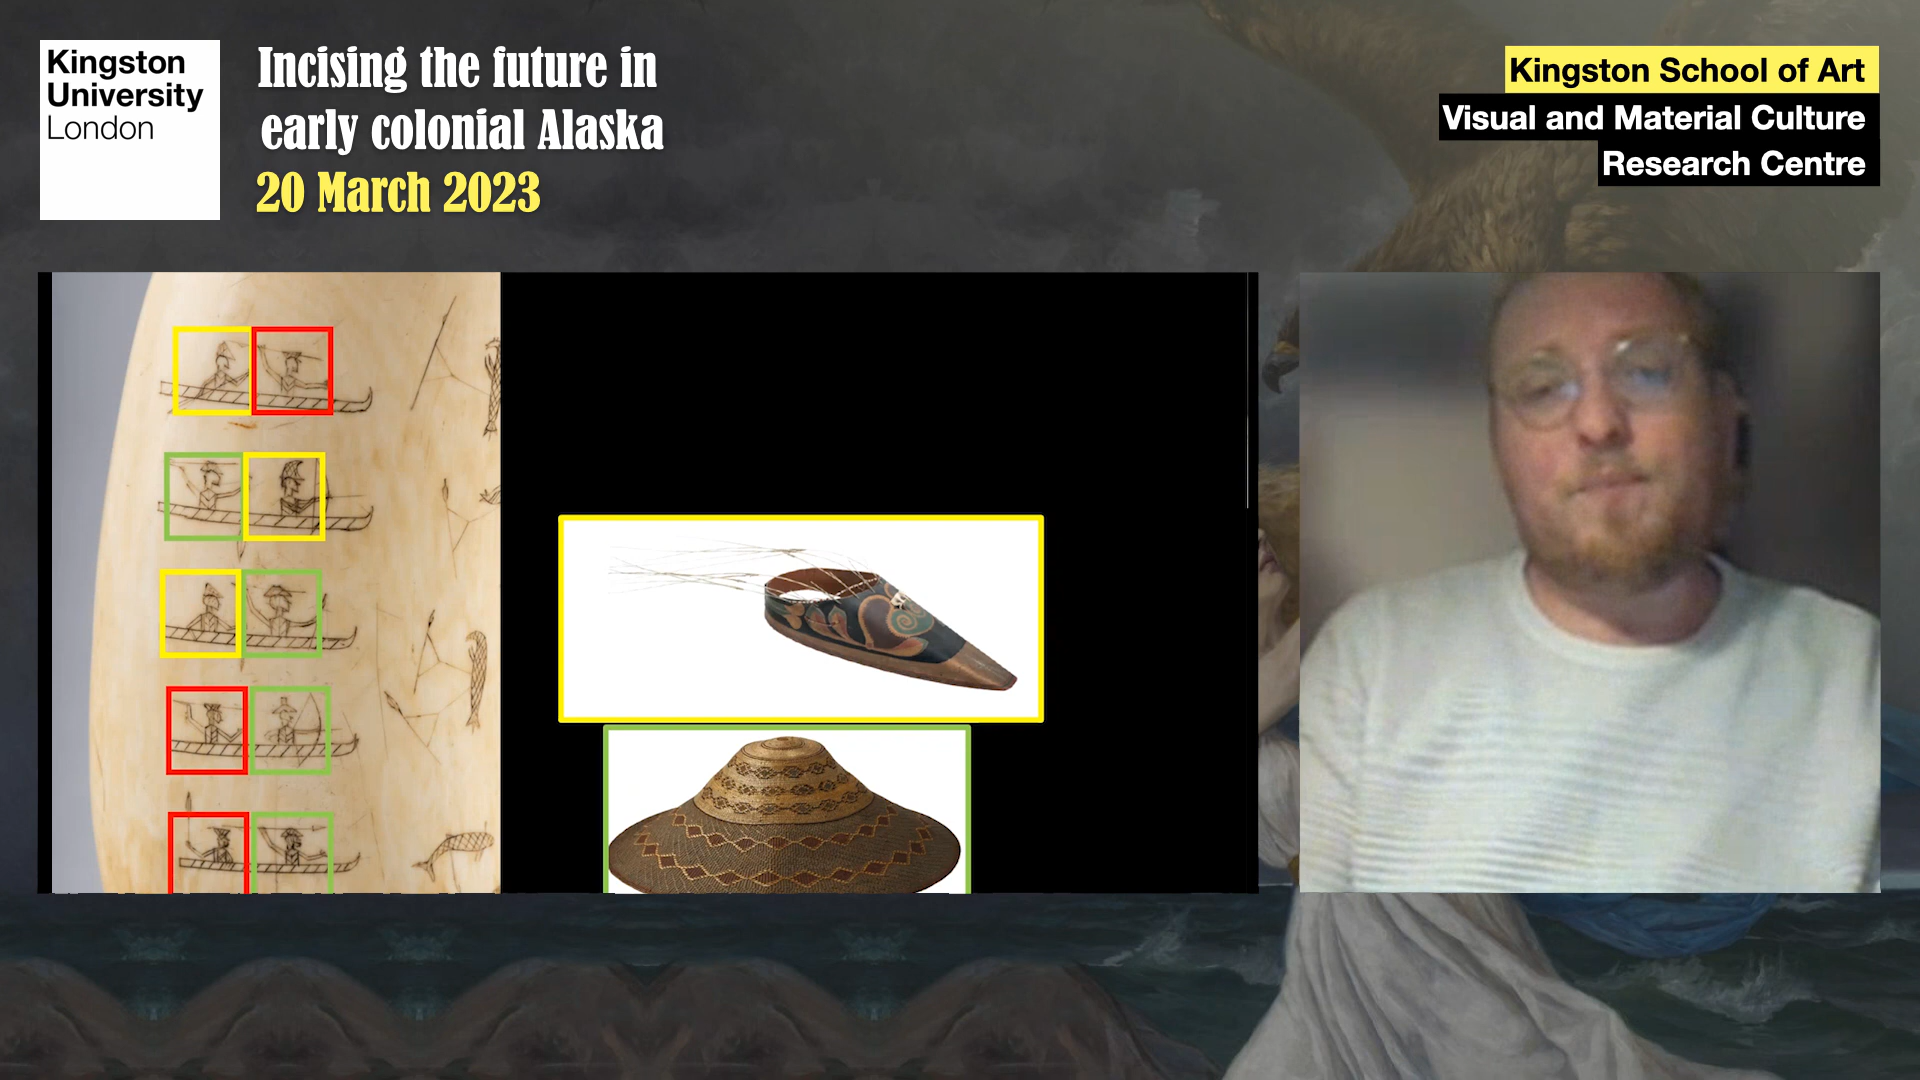 Kingston
University
London
Incising the future in
early colonial Alaska
20 March 2023
Kingston School of Art
Visual and Material Culture
Research Centre